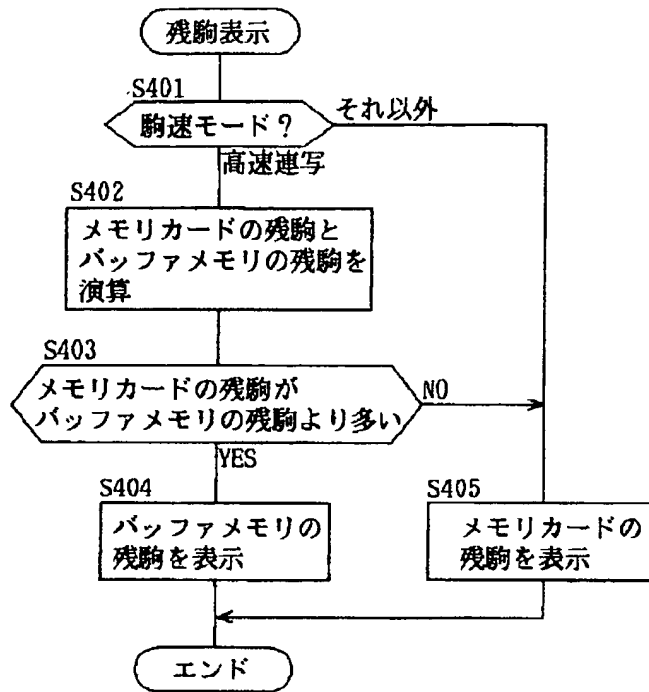 残駒表示
S401
駒速モード?
それ以外
高速連写
S402
メモリカードの残駒と
バッファメモリの残駒を
演算
S403
メモリカードの残駒が
バッファメモリの残駒より多い
NO
YES
S404
バッファメモリの
残駒を表示
S405
メモリカードの
残駒を表示
エンド